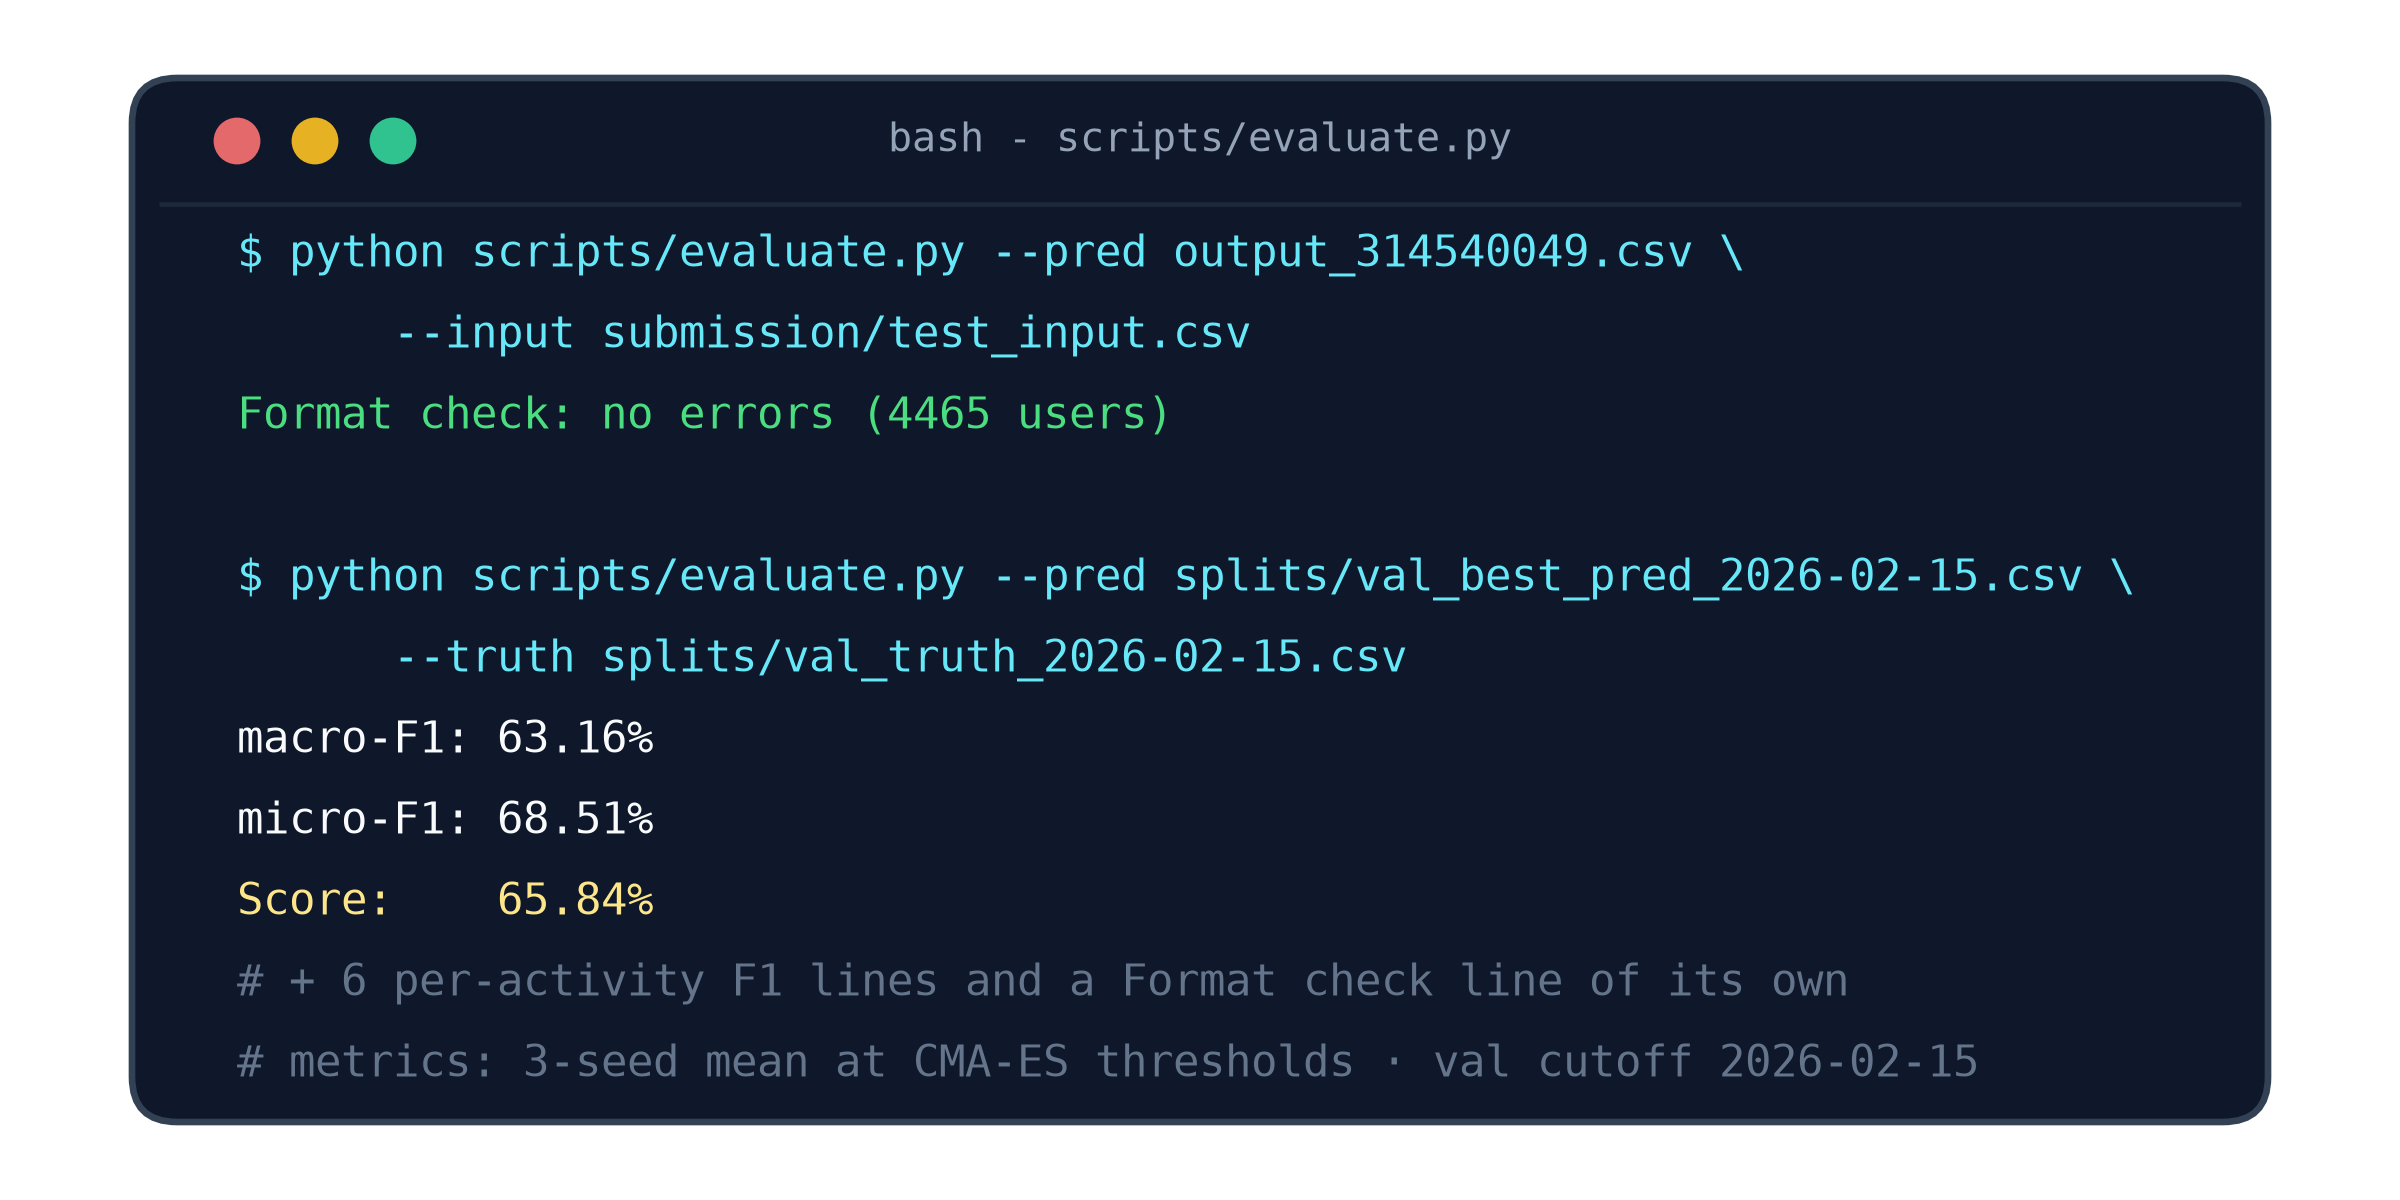 bash - scripts/evaluate.py
$ python scripts/evaluate.py --pred output_314540049.csv \
--input submission/test_input.csv
Format check: no errors (4465 users)
$ python scripts/evaluate.py --pred splits/val_best_pred_2026-02-15.csv \
--truth splits/val_truth_2026-02-15.csv
macro-F1: 63.16%
micro-F1: 68.51%
Score: 65.84%
# + 6 per-activity F1 lines and a Format check line of its own
# metrics: 3-seed mean at CMA-ES thresholds · val cutoff 2026-02-15